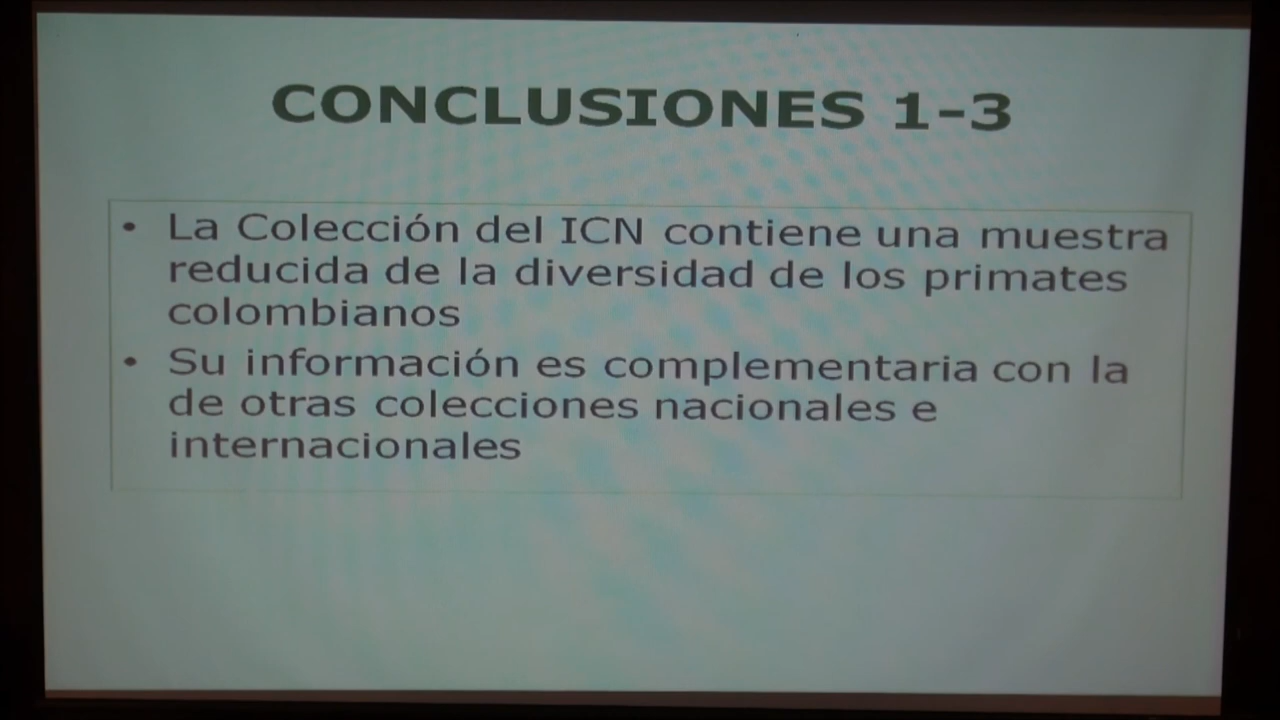 CONCLUSIONES 1-3
• La Colección del ICN contiene una muestra
reducida de la diversidad de los primates
colombianos
• Su información es complementaria con la
de otras colecciones nacionales e
internacionales